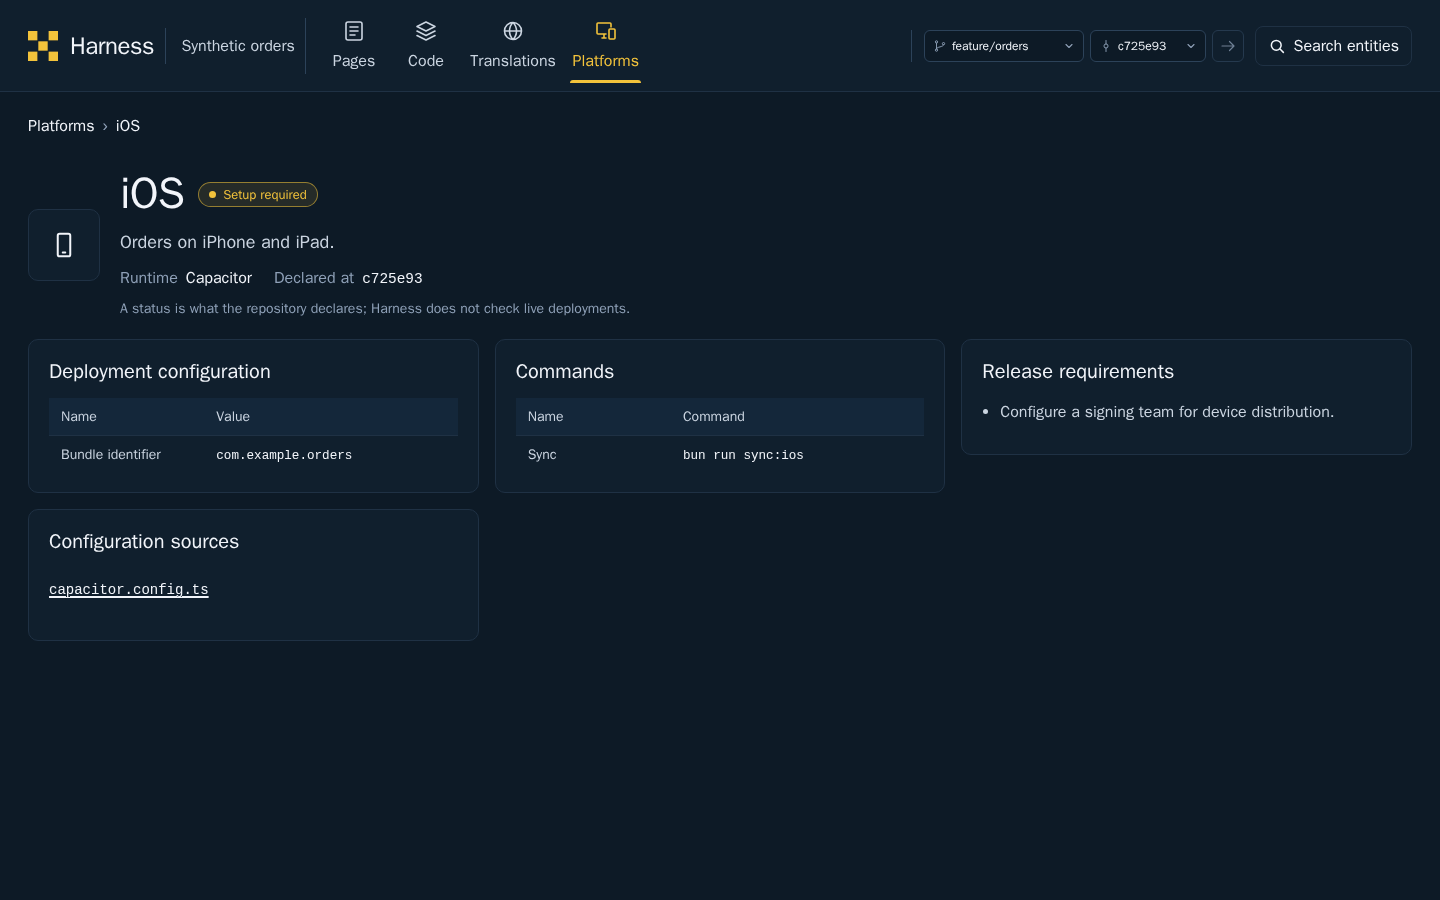 Harness
Synthetic orders
Pages
Code
Translations
Platforms
feature/orders
c725e93
Search entities
Platforms › iOS
iOS
Setup required
Orders on iPhone and iPad.
Runtime Capacitor Declared at c725e93
A status is what the repository declares; Harness does not check live deployments.
Deployment configuration
Name Value
Bundle identifier com.example.orders
Commands
Name Command
Sync bun run sync:ios
Release requirements
• Configure a signing team for device distribution.
Configuration sources
capacitor.config.ts